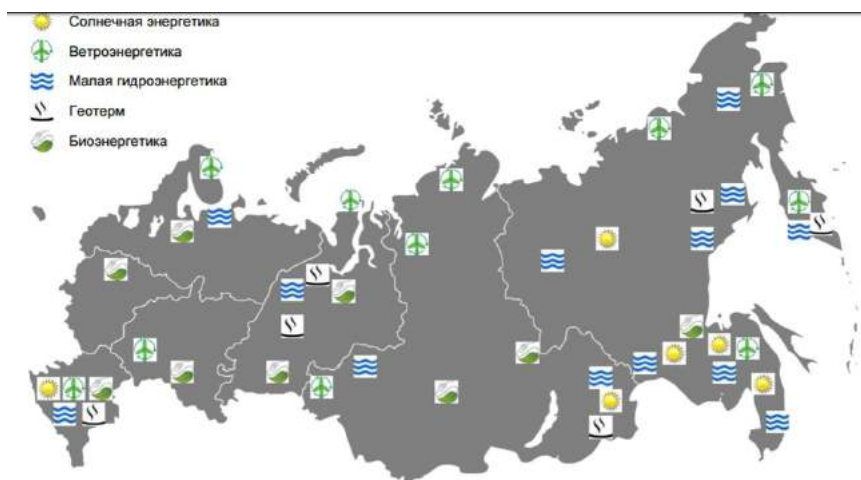 Солнечная энергетика
Ветроэнергетика
Малая гидроэнергетика
Геотерм
Биоэнергетика